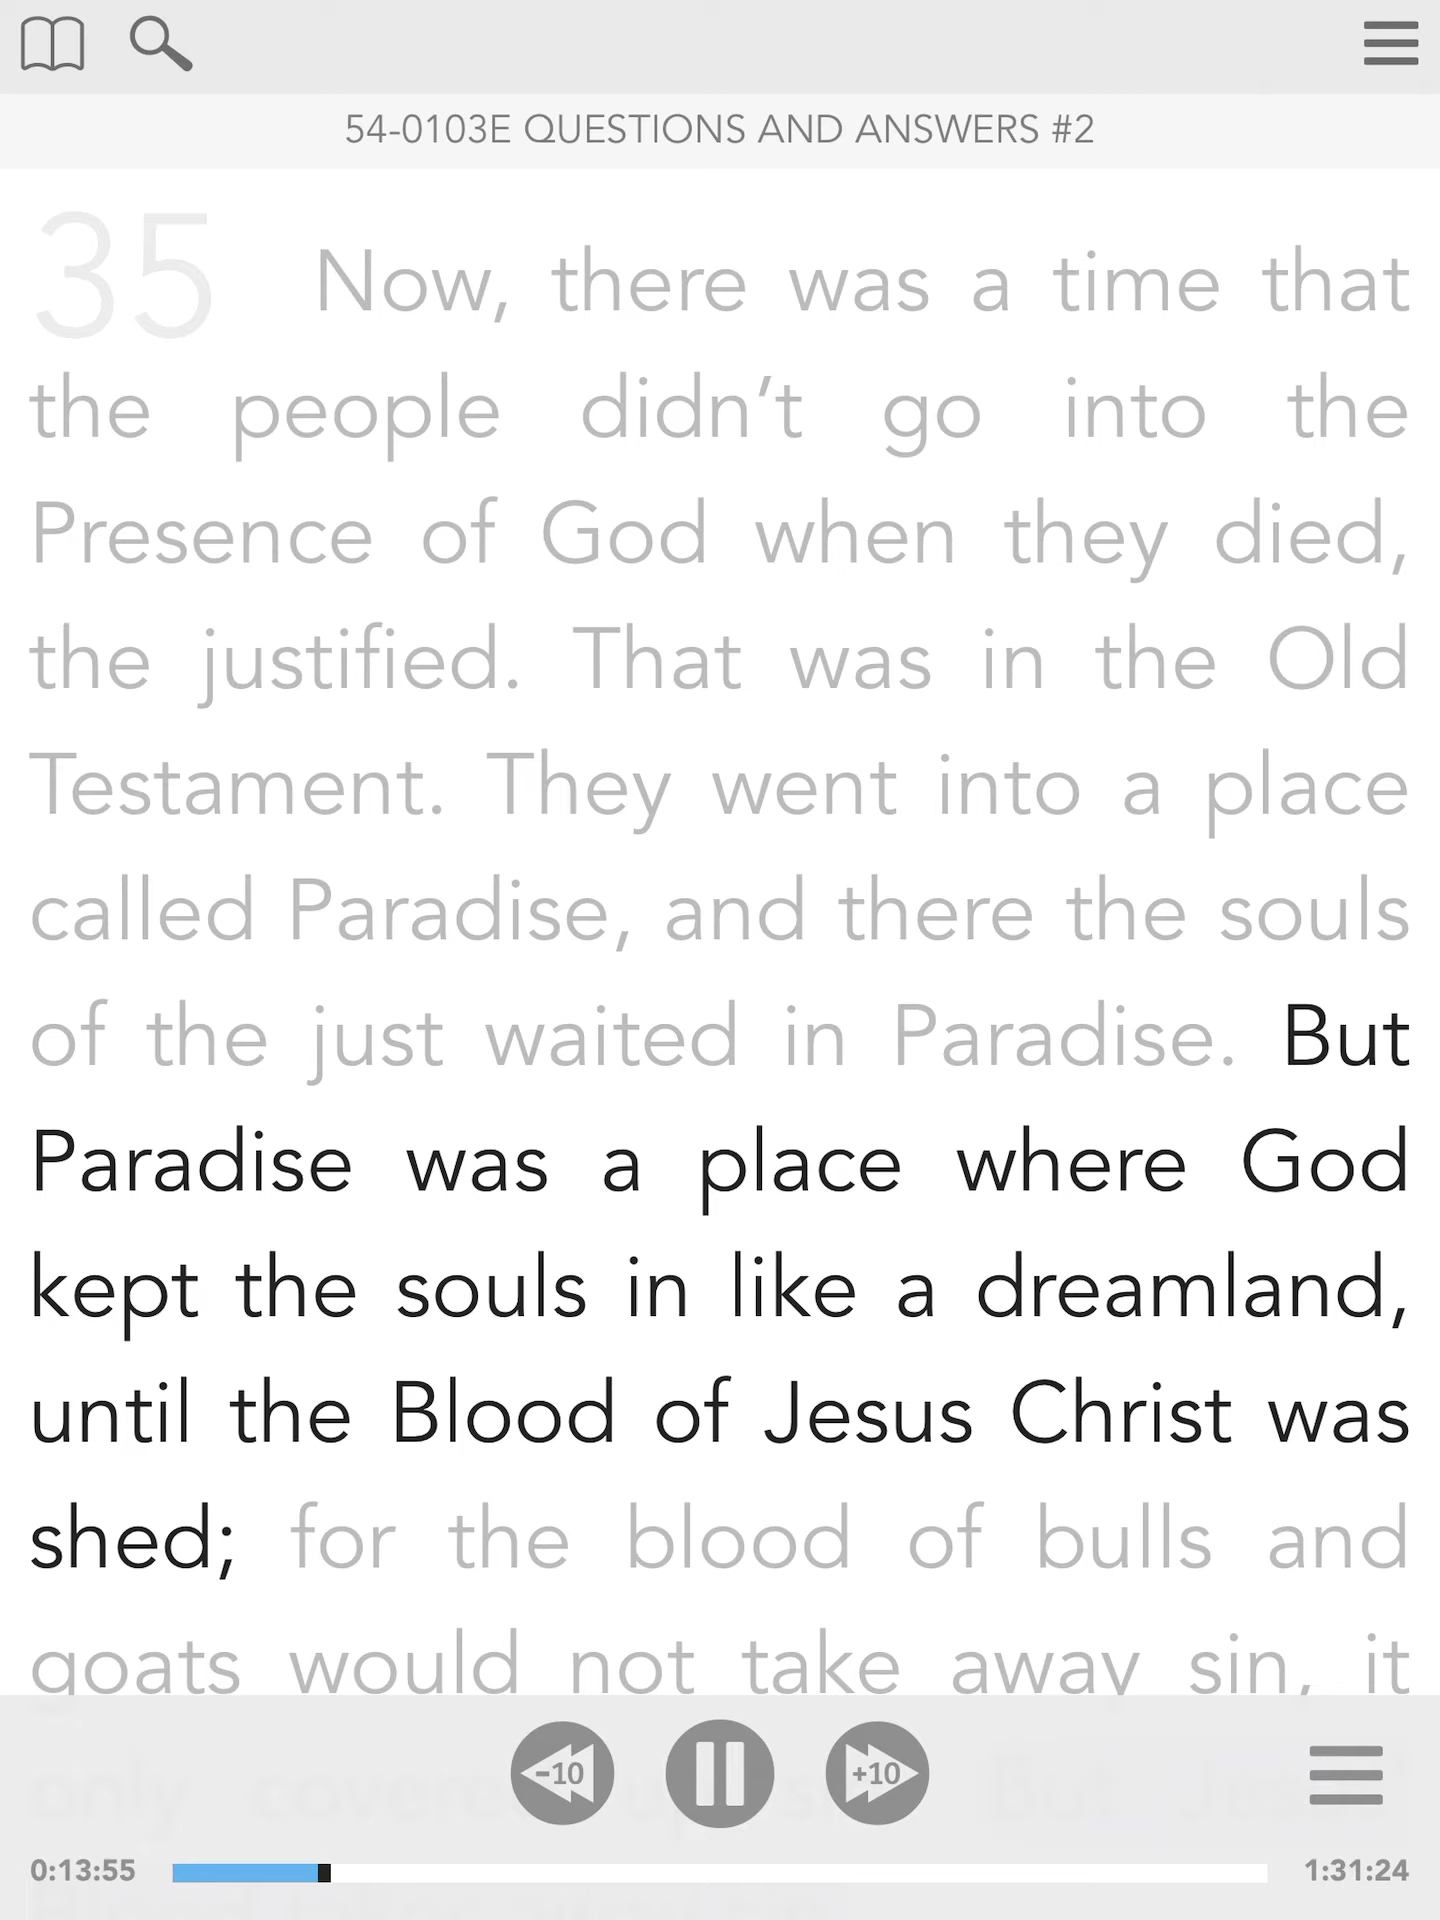 54-0103E QUESTIONS AND ANSWERS #2
35 Now, there was a time that
the people didn’t go into the
Presence of God when they died,
the justified. That was in the Old
Testament. They went into a place
called Paradise, and there the souls
of the just waited in Paradise. But
Paradise was a place where God
kept the souls in like a dreamland,
until the Blood of Jesus Christ was
shed; for the blood of bulls and
goats would not take away sin, it
only
-10 +10
0:13:55 1:31:24